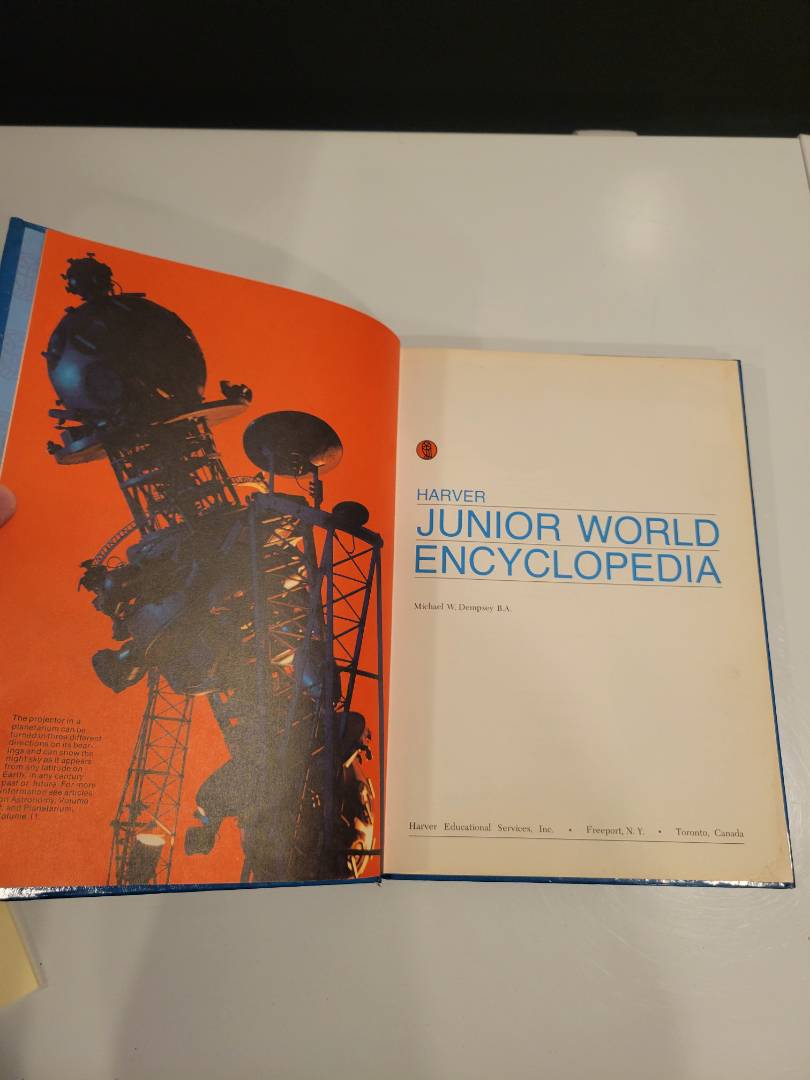 The projector in a
planetarium can be
turned in three different
directions on its bear-
ings and can show the
night sky as it appears
from any latitude on
Earth, in any century
past or future. For more
information see articles
on Astronomy, Volume
and Planetarium,
Volume 11.
HARVER
JUNIOR WORLD
ENCYCLOPEDIA
Michael W. Dempsey B.A.
Harver Educational Services, Inc. • Freeport, N. Y. • Toronto, Canada